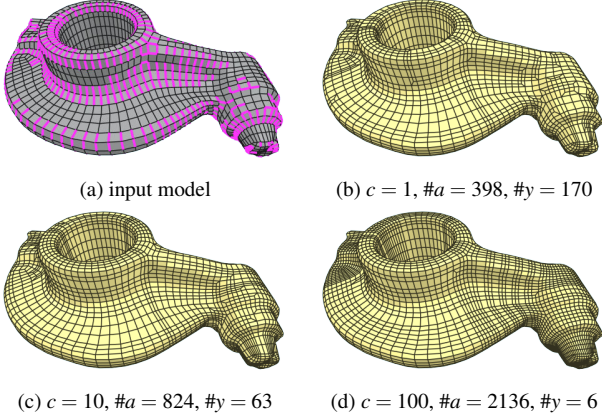 (a) input model
(b) c = 1, #a = 398, #y = 170
(c) c = 10, #a = 824, #y = 63
(d) c = 100, #a = 2136, #y = 6